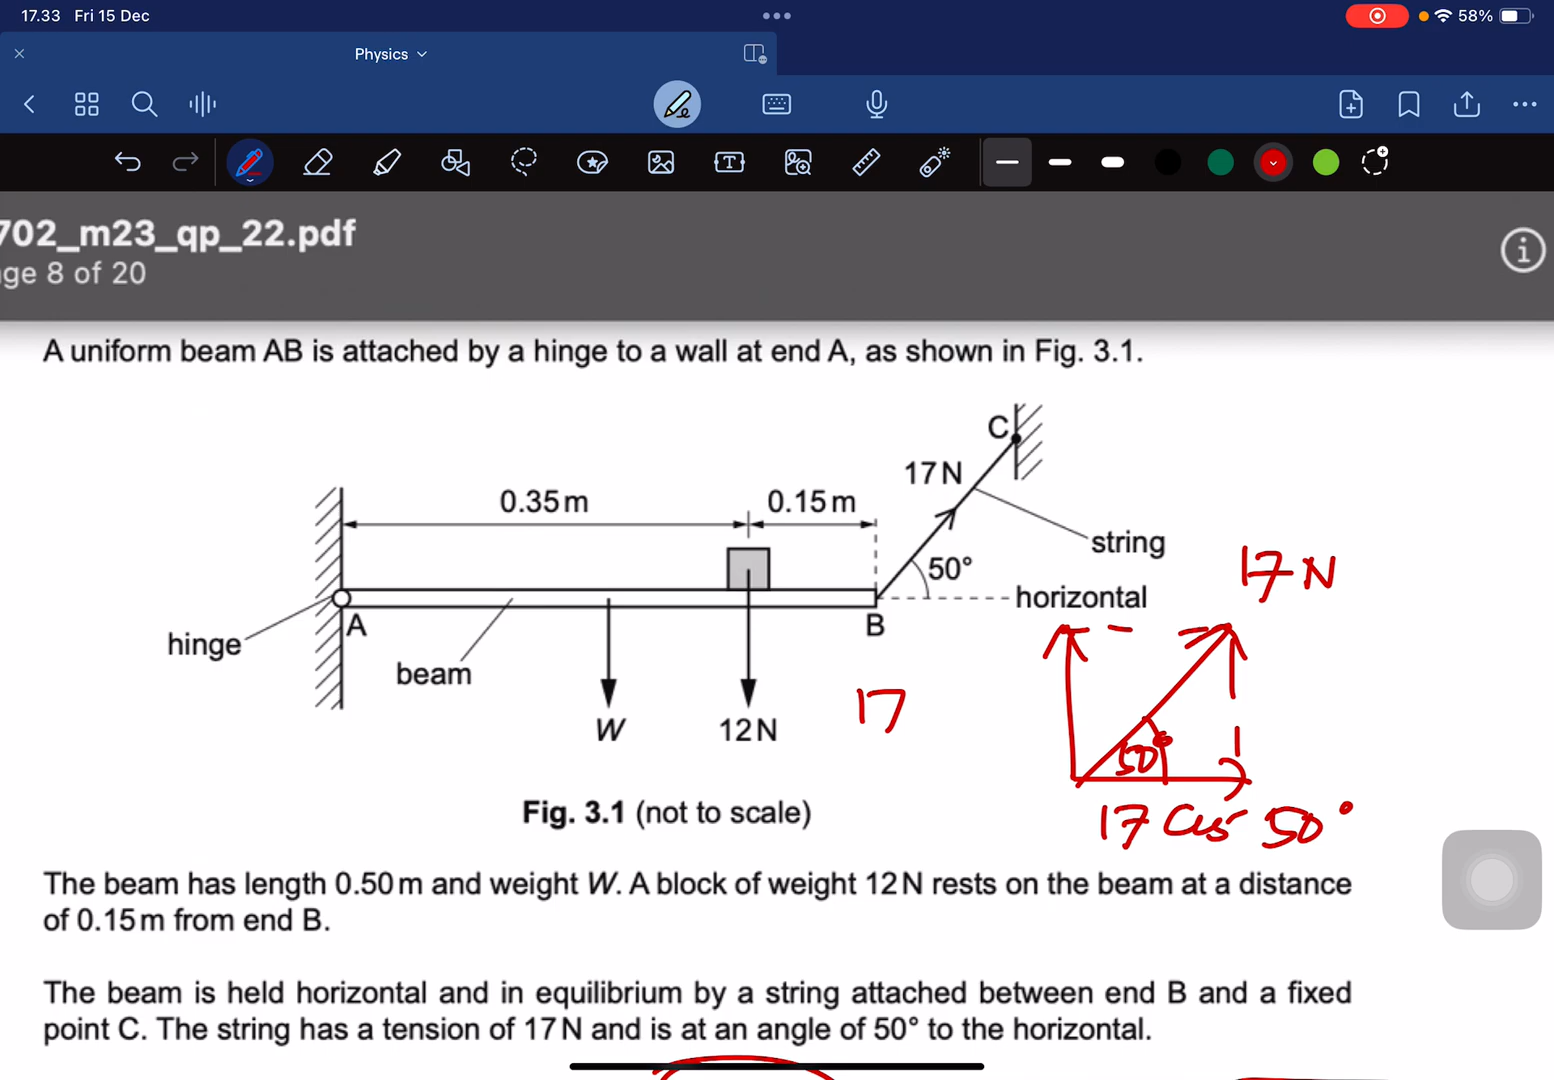 17.33 Fri 15 Dec
58%
Physics
T
702_m23_qp_22.pdf
ge 8 of 20
A uniform beam AB is attached by a hinge to a wall at end A, as shown in Fig. 3.1.
C
17 N
0.35 m
0.15 m
string
50°
17 N
horizontal
A
B
hinge
beam
17
50°
W
12 N
Fig. 3.1 (not to scale)
17 cos 50°
The beam has length 0.50 m and weight W. A block of weight 12 N rests on the beam at a distance
of 0.15 m from end B.
The beam is held horizontal and in equilibrium by a string attached between end B and a fixed
point C. The string has a tension of 17 N and is at an angle of 50° to the horizontal.